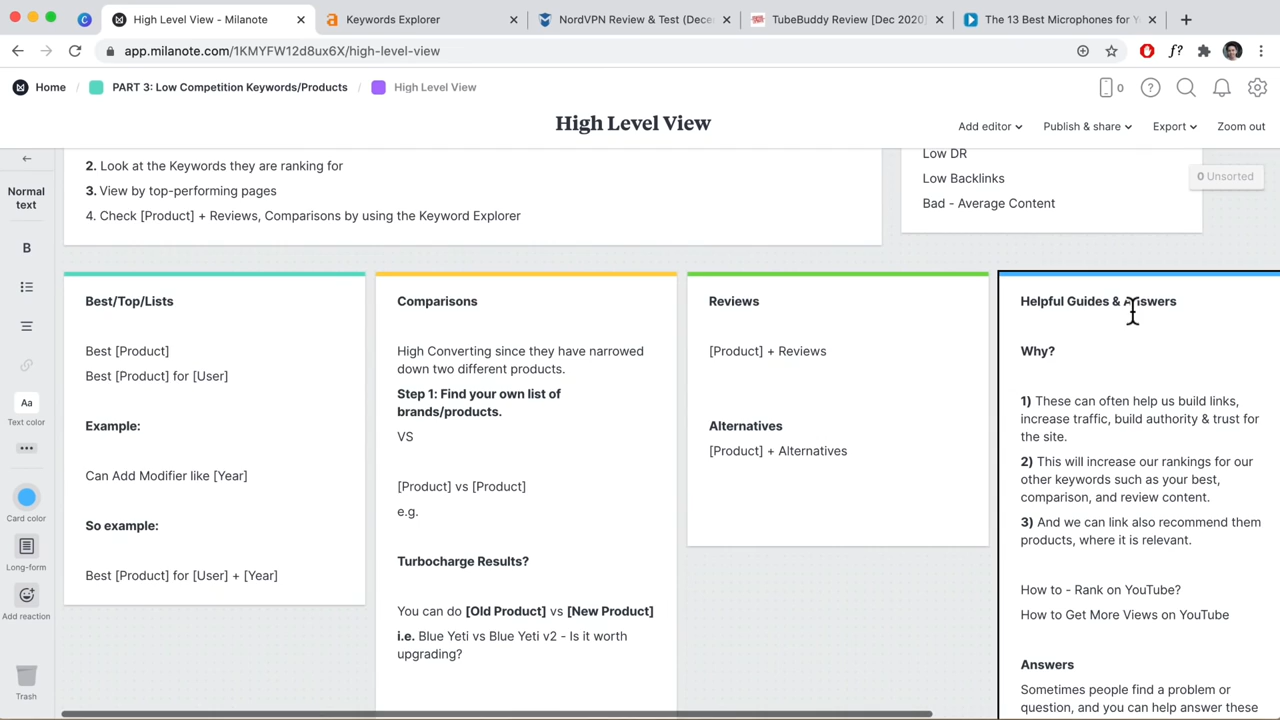 High Level View - Milanote
Keywords Explorer
NordVPN Review & Test (Dece
TubeBuddy Review [Dec 2020]
The 13 Best Microphones for Y
app.milanote.com/1KMYFW12d8ux6X/high-level-view
Home / PART 3: Low Competition Keywords/Products / High Level View
0
High Level View
Add editor
Publish & share
Export
Zoom out
Normal text
B
Aa
Text color
Card color
Long-form
Add reaction
Trash
2. Look at the Keywords they are ranking for
3. View by top-performing pages
4. Check [Product] + Reviews, Comparisons by using the Keyword Explorer
Low DR
Low Backlinks
Bad - Average Content
0 Unsorted
Best/Top/Lists
Best [Product]
Best [Product] for [User]
Example:
Can Add Modifier like [Year]
So example:
Best [Product] for [User] + [Year]
Comparisons
High Converting since they have narrowed
down two different products.
Step 1: Find your own list of
brands/products.
VS
[Product] vs [Product]
e.g.
Turbocharge Results?
You can do [Old Product] vs [New Product]
i.e. Blue Yeti vs Blue Yeti v2 - Is it worth
upgrading?
Reviews
[Product] + Reviews
Alternatives
[Product] + Alternatives
Helpful Guides & Answers
Why?
1) These can often help us build links,
increase traffic, build authority & trust for
the site.
2) This will increase our rankings for our
other keywords such as your best,
comparison, and review content.
3) And we can link also recommend them
products, where it is relevant.
How to - Rank on YouTube?
How to Get More Views on YouTube
Answers
Sometimes people find a problem or
question, and you can help answer these